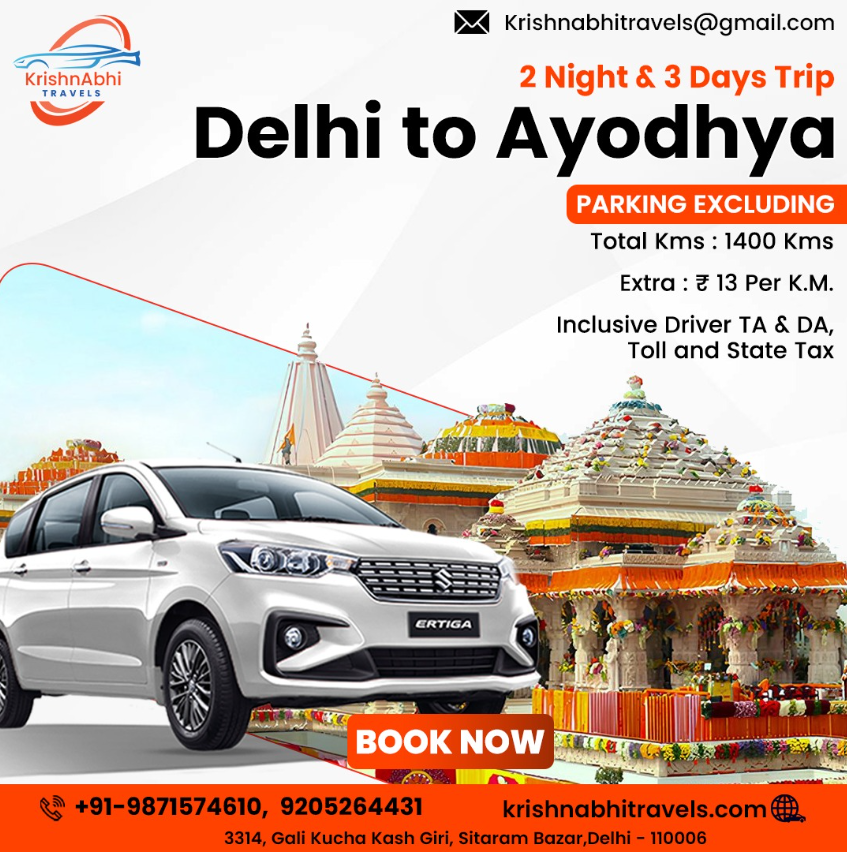 KrishnAbhi
TRAVELS
Krishnabhitravels@gmail.com
2 Night & 3 Days Trip
Delhi to Ayodhya
PARKING EXCLUDING
Total Kms : 1400 Kms
Extra : ₹ 13 Per K.M.
Inclusive Driver TA & DA,
Toll and State Tax
ERTIGA
BOOK NOW
+91-9871574610, 9205264431
krishnabhitravels.com
3314, Gali Kucha Kash Giri, Sitaram Bazar,Delhi - 110006